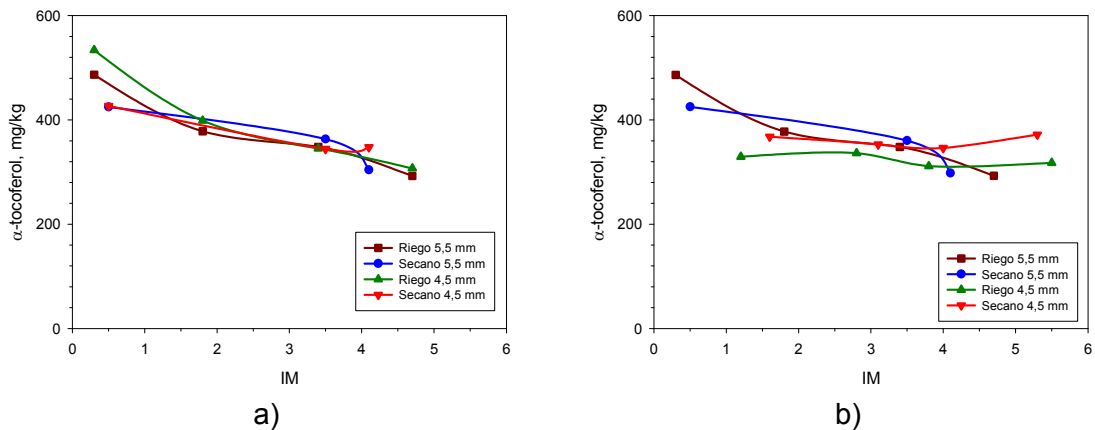 600
400
200
0
α-tocoferol, mg/kg
Riego 5,5 mm
Secano 5,5 mm
Riego 4,5 mm
Secano 4,5 mm
0 1 2 3 4 5 6
IM
a)
600
400
200
0
α-tocoferol, mg/kg
Riego 5,5 mm
Secano 5,5 mm
Riego 4,5 mm
Secano 4,5 mm
0 1 2 3 4 5 6
IM
b)